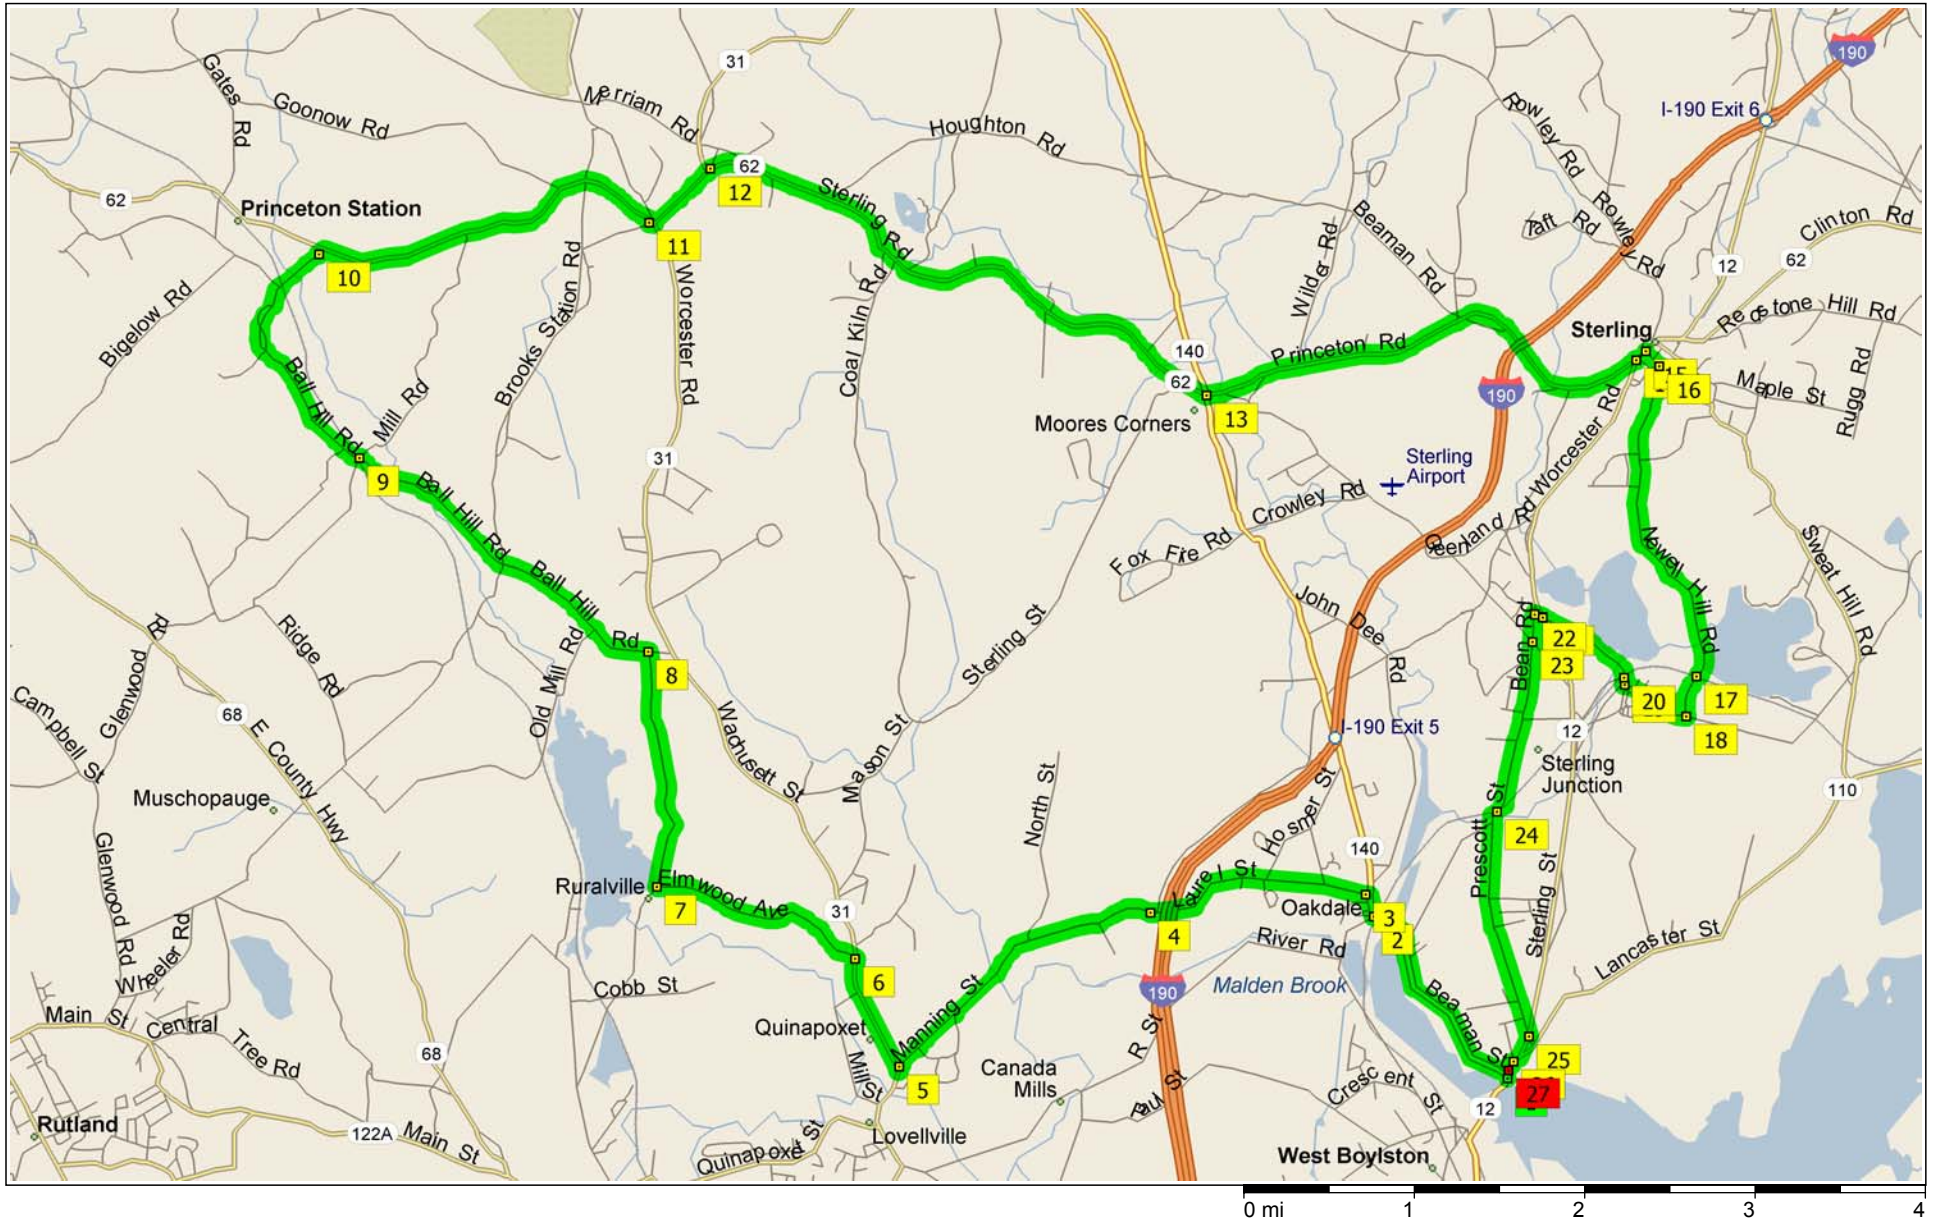 31
190
Gates Rd
Goonow Rd
Merriam Rd
Houghton Rd
Rowley Rd
I-190 Exit 6
62
62
12
Sterling Rd
Princeton Station
Beaman Rd
Taft Rd
Rowley Rd
Clinton Rd
62
12
11
10
Wilder Rd
Bigelow Rd
Brooks Station Rd
Worcester Rd
Coal Kiln Rd
Redstone Hill Rd
Sterling
140
62
Princeton Rd
190
15
16
Maple St
Rugg Rd
Ball Hill Rd
Mill Rd
13
Moores Corners
31
Sterling
Airport
Worcester Rd
9
Ball Hill Rd
Crowley Rd
Fox Fire Rd
Greenland Rd
Newell Hill Rd
Sweat Hill Rd
Ball Hill Rd
John Dee Rd
Sterling St
Glenwood Rd
Ridge Rd
Old Mill Rd
8
Bean Rd
22
23
20
17
18
Campbell St
68
E County Hwy
Wachusett St
Mason St
I-190 Exit 5
12
Sterling
Junction
110
Muschopauge
North St
Hosmer St
Prescott St
24
140
Glenwood Rd
Ruralville
Elmwood Ave
7
31
Laurel St
Oakdale
3
2
4
Sterling St
Lancaster St
River Rd
Wheeler Rd
6
Cobb St
190
Malden Brook
Beaman St
Main St
Central Tree Rd
Quinapoxet
Manning St
R St
68
Mill St
5
Canada
Mills
Paul St
Crescent St
25
27
12
Rutland
122A
Main St
Lovellville
Quinapoxet St
West Boylston
0 mi
1
2
3
4